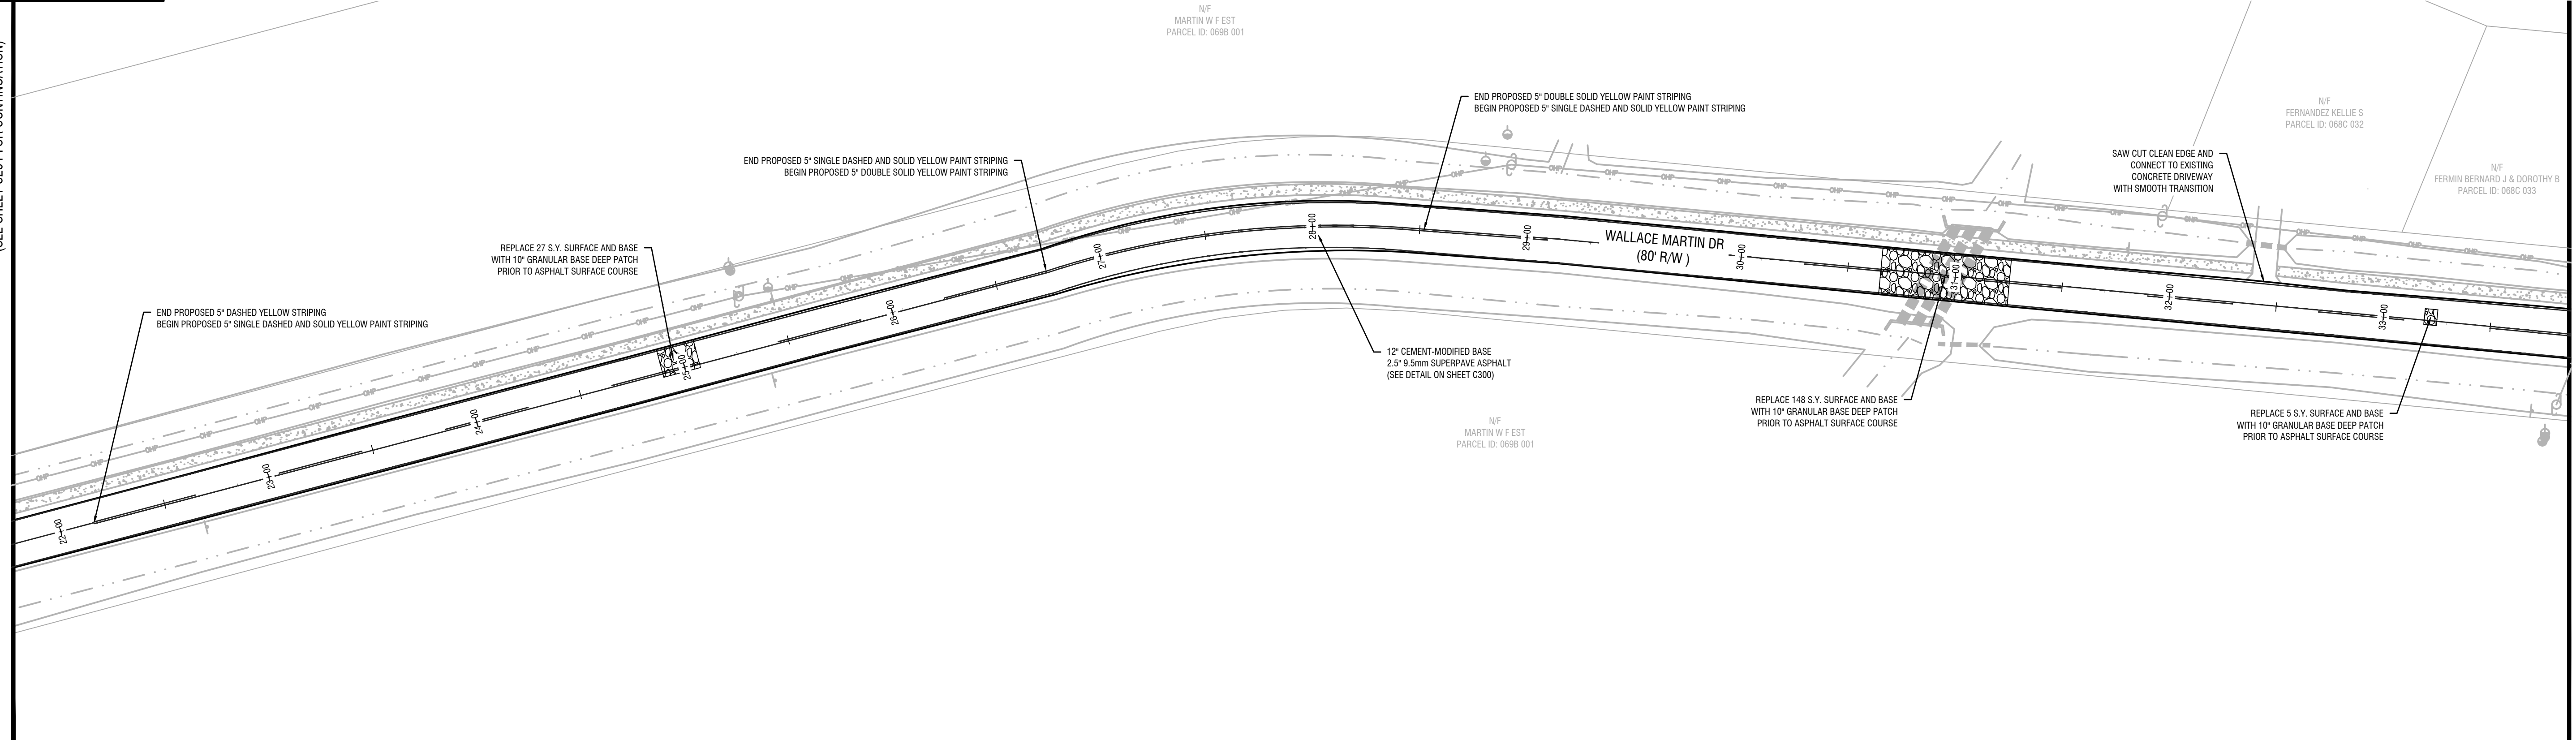 N/F
MARTIN W F EST
PARCEL ID: 069B 001
END PROPOSED 5" DOUBLE SOLID YELLOW PAINT STRIPING
BEGIN PROPOSED 5" SINGLE DASHED AND SOLID YELLOW PAINT STRIPING
N/F
FERNANDEZ KELLIE S
PARCEL ID: 068C 032
END PROPOSED 5" SINGLE DASHED AND SOLID YELLOW PAINT STRIPING
BEGIN PROPOSED 5" DOUBLE SOLID YELLOW PAINT STRIPING
SAW CUT CLEAN EDGE AND
CONNECT TO EXISTING
CONCRETE DRIVEWAY
WITH SMOOTH TRANSITION
N/F
FERMIN BERNARD J & DOROTHY B
PARCEL ID: 068C 033
REPLACE 27 S.Y. SURFACE AND BASE
WITH 10" GRANULAR BASE DEEP PATCH
PRIOR TO ASPHALT SURFACE COURSE
WALLACE MARTIN DR
(80' R/W )
END PROPOSED 5" DASHED YELLOW STRIPING
BEGIN PROPOSED 5" SINGLE DASHED AND SOLID YELLOW PAINT STRIPING
22+00
23+00
24+00
25+00
26+00
27+00
28+00
29+00
30+00
31+00
32+00
33+00
OHP
12" CEMENT-MODIFIED BASE
2.5" 9.5mm SUPERPAVE ASPHALT
(SEE DETAIL ON SHEET C300)
REPLACE 148 S.Y. SURFACE AND BASE
WITH 10" GRANULAR BASE DEEP PATCH
PRIOR TO ASPHALT SURFACE COURSE
REPLACE 5 S.Y. SURFACE AND BASE
WITH 10" GRANULAR BASE DEEP PATCH
PRIOR TO ASPHALT SURFACE COURSE
N/F
MARTIN W F EST
PARCEL ID: 069B 001